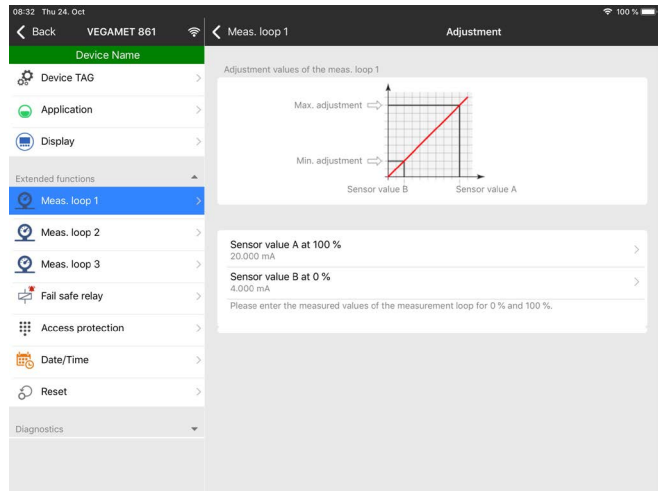 08:32 Thu 24. Oct
100 %
Back
VEGAMET 861
Device Name
Device TAG
Application
Display
Extended functions
Meas. loop 1
Meas. loop 2
Meas. loop 3
Fail safe relay
Access protection
Date/Time
Reset
Diagnostics
Meas. loop 1
Adjustment
Adjustment values of the meas. loop 1
Max. adjustment
Min. adjustment
Sensor value B
Sensor value A
Sensor value A at 100 %
20.000 mA
Sensor value B at 0 %
4.000 mA
Please enter the measured values of the measurement loop for 0 % and 100 %.